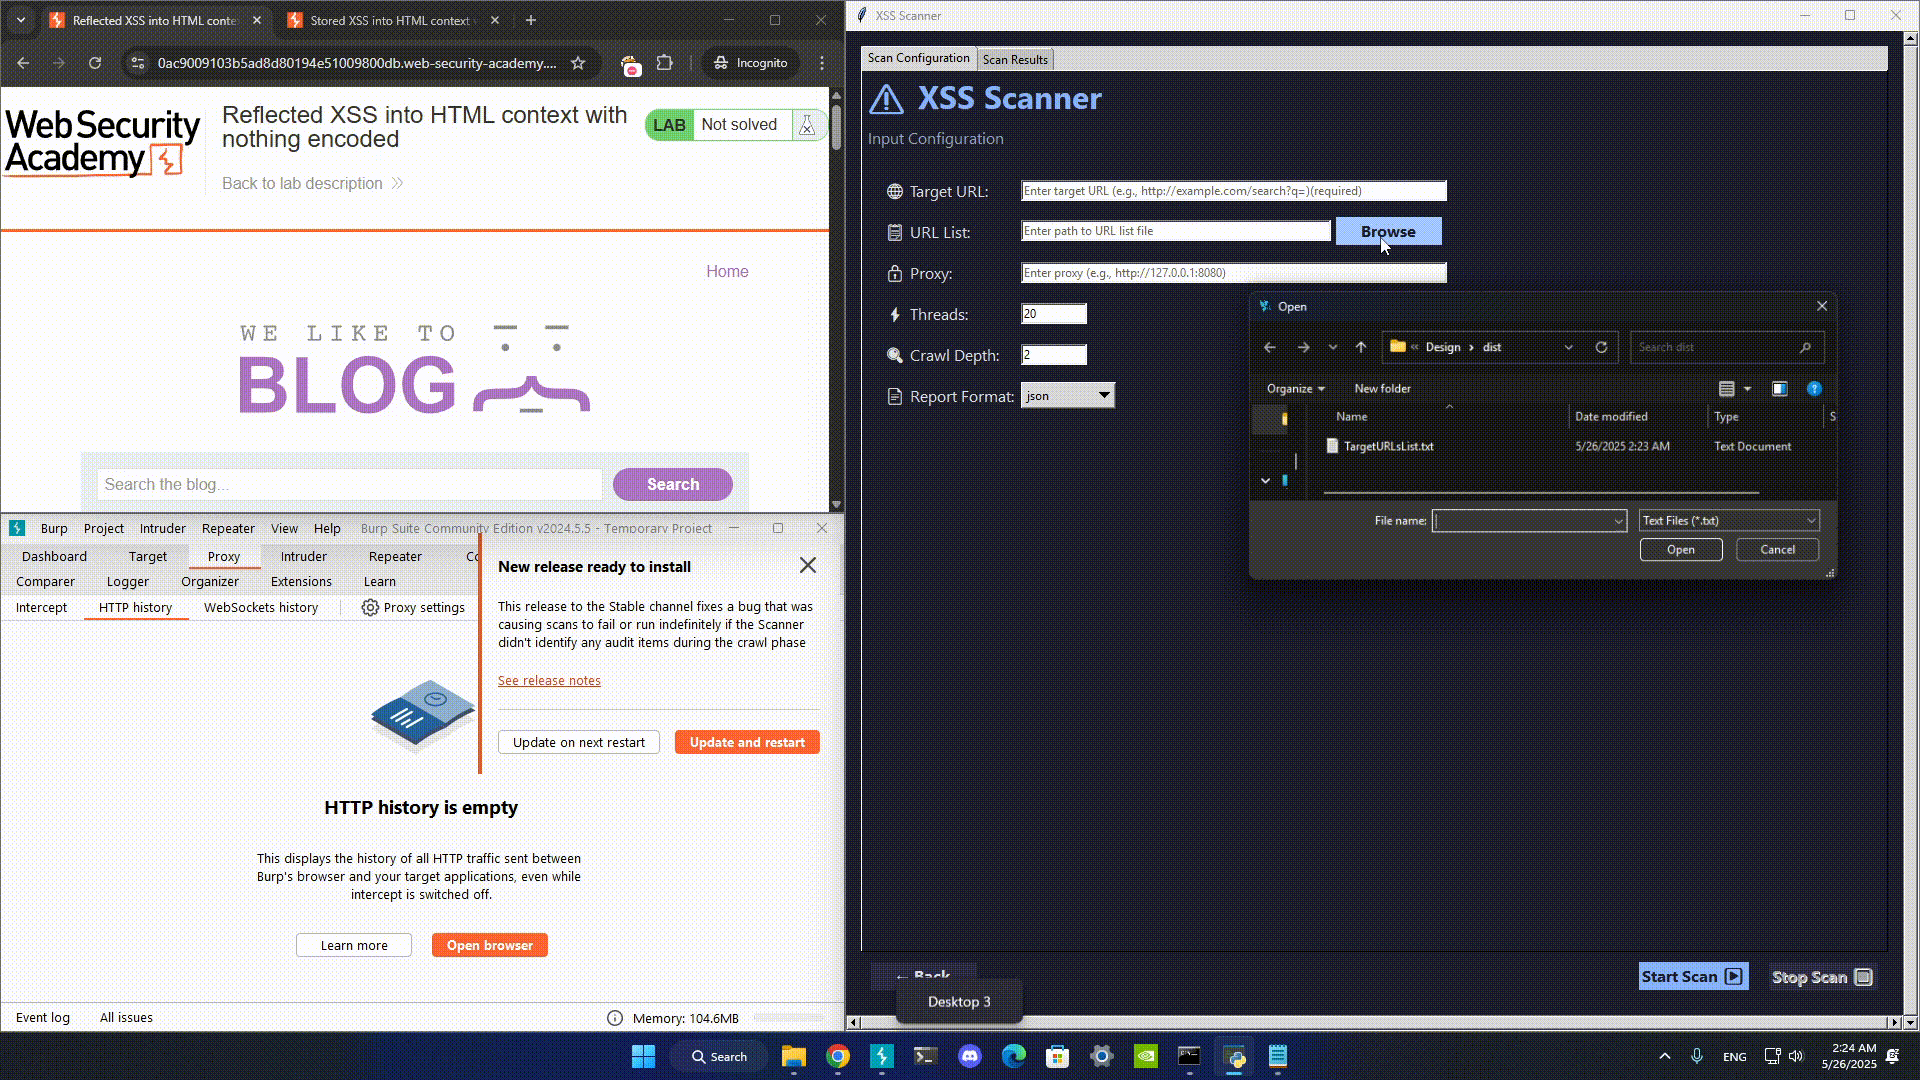 Reflected XSS into HTML conte
Stored XSS into HTML context
0ac9009103b5ad8d80194e51009800db.web-security-academy....
Incognito
WebSecurity
Academy
Reflected XSS into HTML context with
nothing encoded
LAB
Not solved
Back to lab description
Home
WE LIKE TO
BLOG
Search the blog...
Search
Burp
Project
Intruder
Repeater
View
Help
Burp Suite Community Edition v2024.5.5 - Temporary Project
Dashboard
Target
Proxy
Intruder
Repeater
Comparer
Logger
Organizer
Extensions
Learn
Intercept
HTTP history
WebSockets history
Proxy settings
New release ready to install
This release to the Stable channel fixes a bug that was
causing scans to fail or run indefinitely if the Scanner
didn't identify any audit items during the crawl phase
See release notes
Update on next restart
Update and restart
HTTP history is empty
This displays the history of all HTTP traffic sent between
Burp's browser and your target applications, even while
intercept is switched off.
Learn more
Open browser
Event log
All issues
Memory: 104.6MB
XSS Scanner
Scan Configuration
Scan Results
XSS Scanner
Input Configuration
Target URL:
Enter target URL (e.g., http://example.com/search?q=)(required)
URL List:
Enter path to URL list file
Browse
Proxy:
Enter proxy (e.g., http://127.0.0.1:8080)
Threads:
20
Crawl Depth:
2
Report Format:
json
Open
« Design › dist
Search dist
Organize
New folder
Name
Date modified
Type
S
TargetURLsList.txt
5/26/2025 2:23 AM
Text Document
File name:
Text Files (*.txt)
Open
Cancel
← Back
Desktop 3
Start Scan
Stop Scan
Search
ENG
2:24 AM
5/26/2025